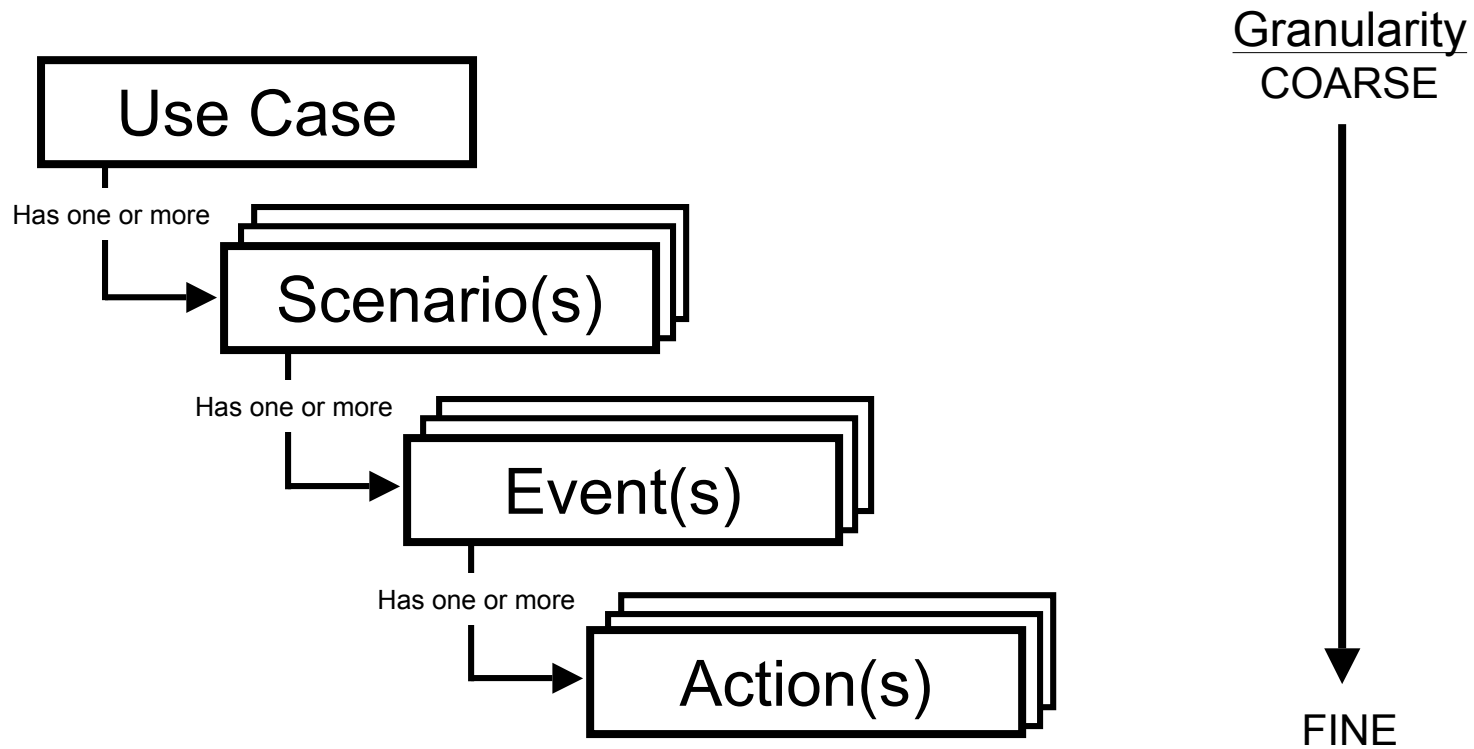 Granularity
COARSE
Use Case
Has one or more
Scenario(s)
Has one or more
Event(s)
Has one or more
Action(s)
FINE